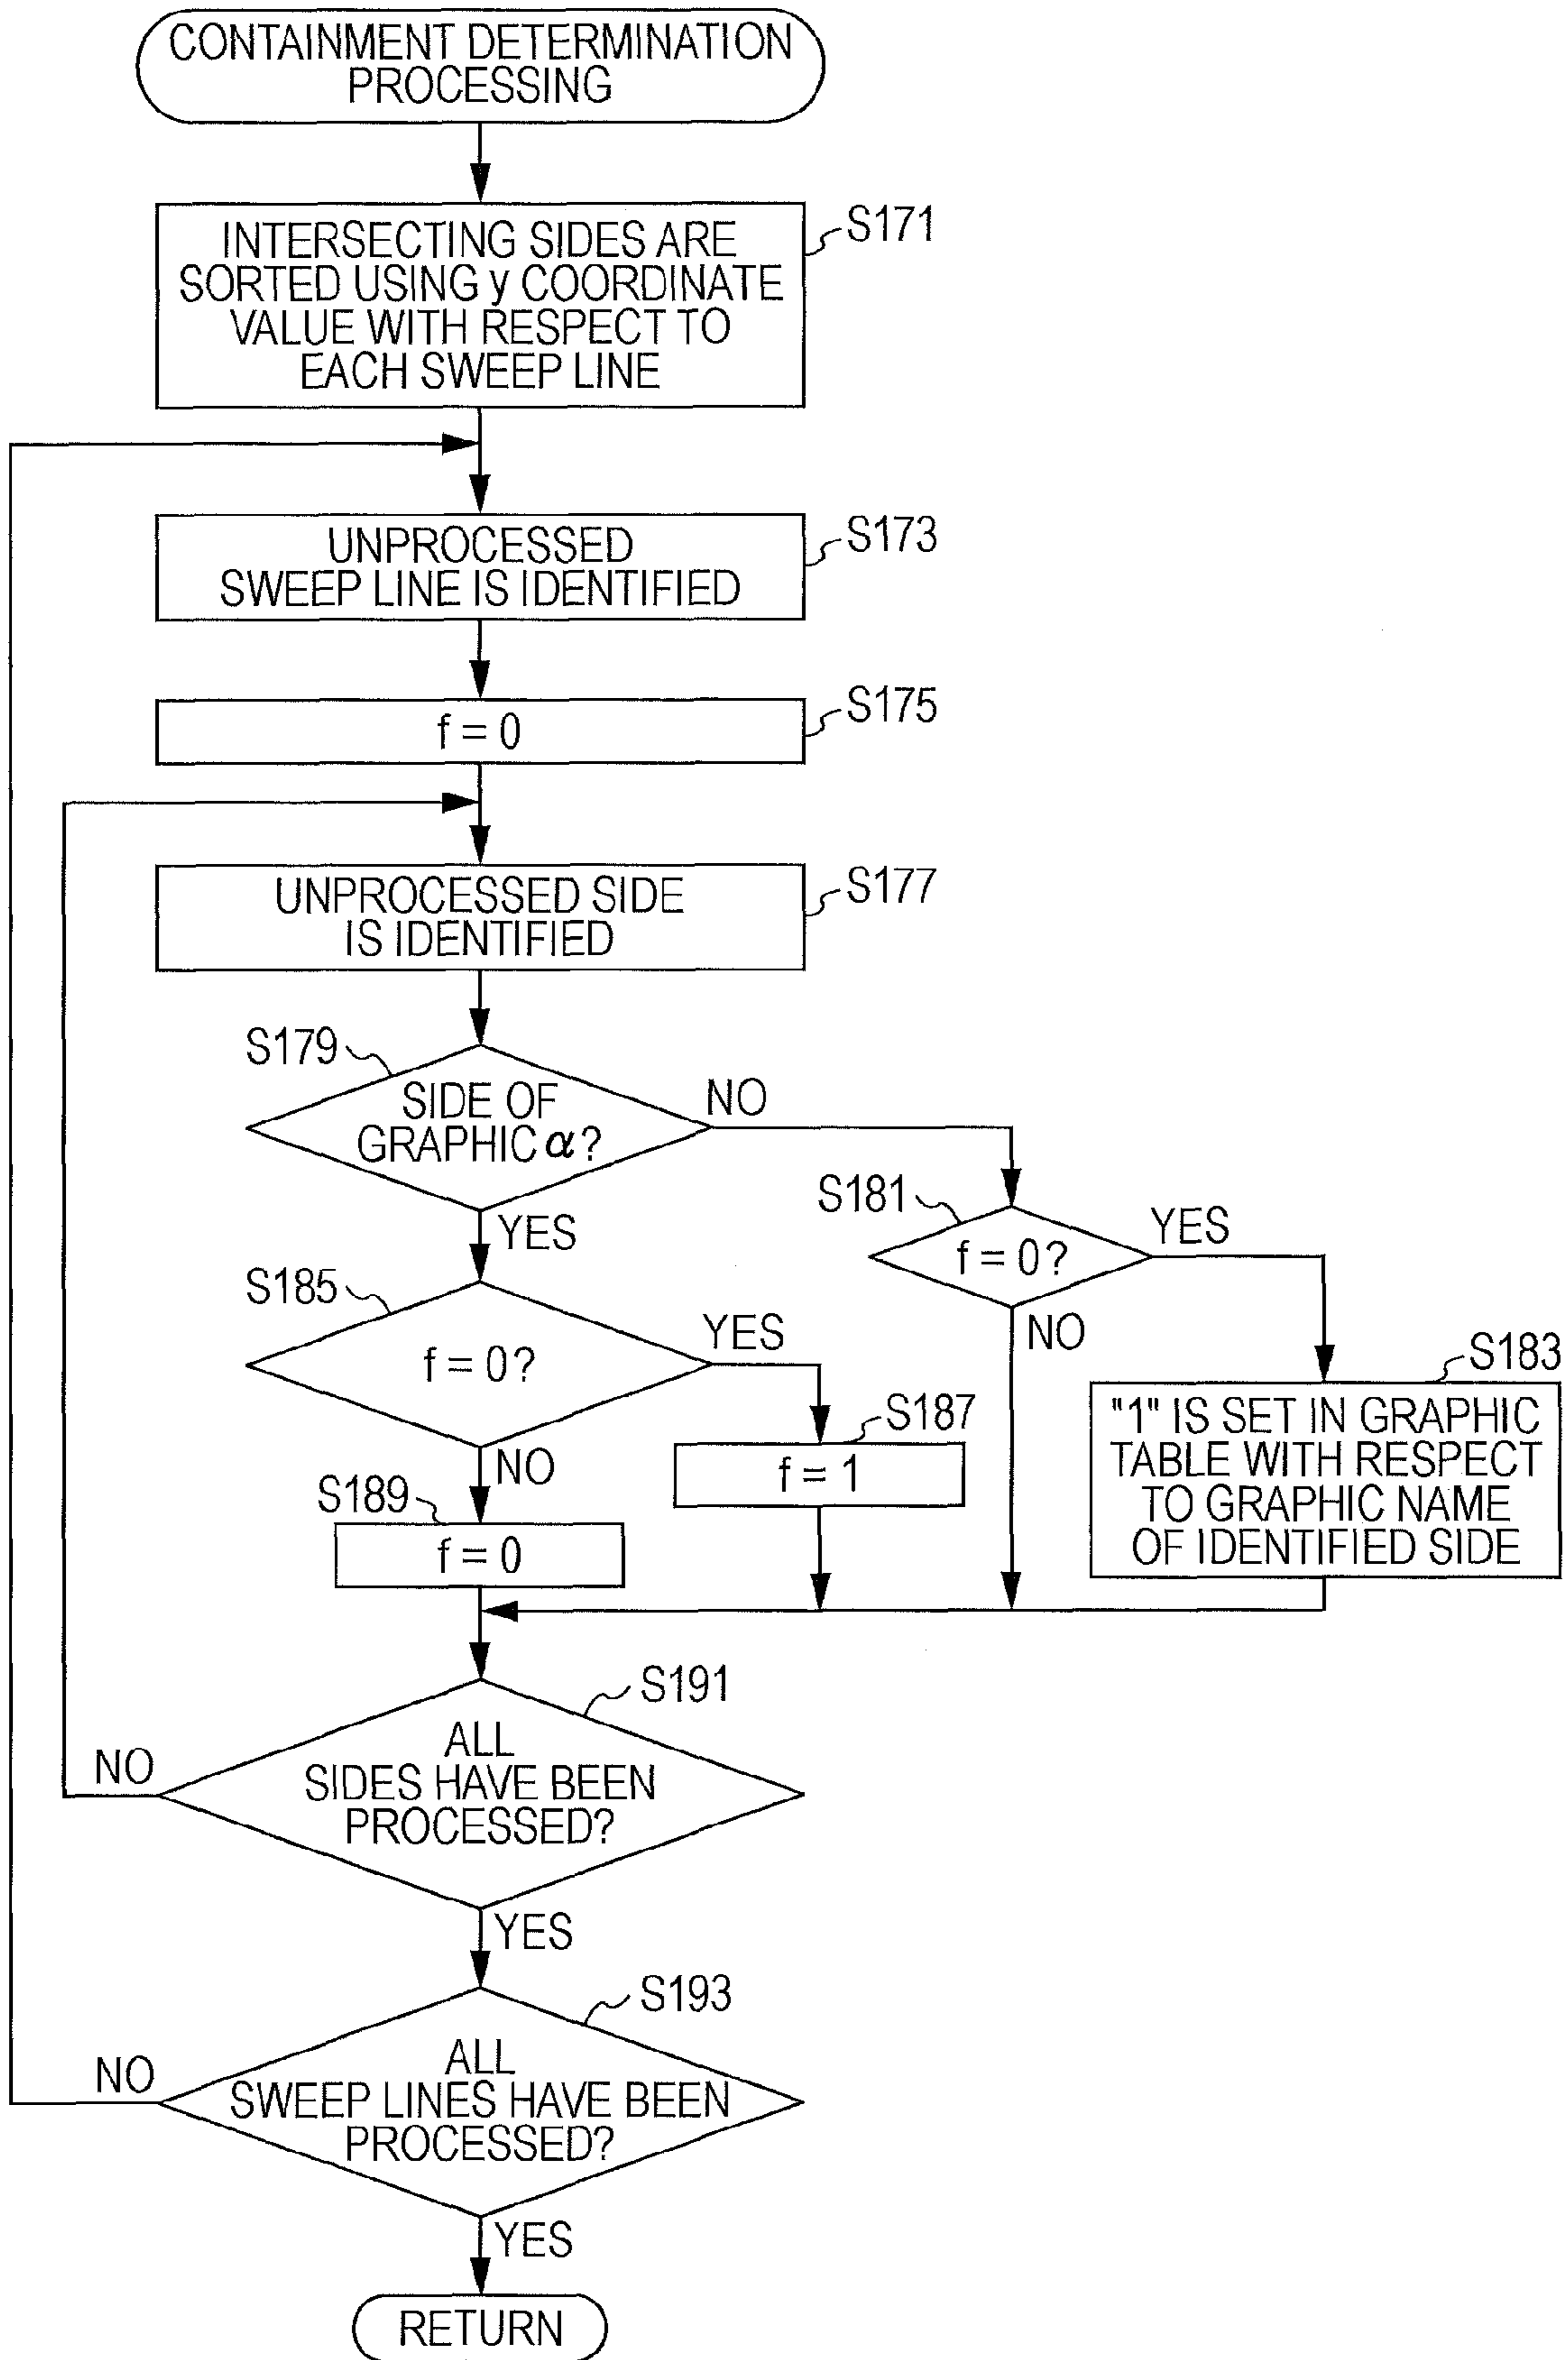 CONTAINMENT DETERMINATION
PROCESSING
INTERSECTING SIDES ARE
SORTED USING y COORDINATE
VALUE WITH RESPECT TO
EACH SWEEP LINE
S171
UNPROCESSED
SWEEP LINE IS IDENTIFIED
S173
f = 0
S175
UNPROCESSED SIDE
IS IDENTIFIED
S177
S179
SIDE OF
GRAPHIC α?
NO
YES
S181
f = 0?
YES
NO
S185
f = 0?
YES
NO
S183
"1" IS SET IN GRAPHIC
TABLE WITH RESPECT
TO GRAPHIC NAME
OF IDENTIFIED SIDE
S187
f = 1
S189
f = 0
S191
ALL
SIDES HAVE BEEN
PROCESSED?
NO
YES
S193
ALL
SWEEP LINES HAVE BEEN
PROCESSED?
NO
YES
RETURN